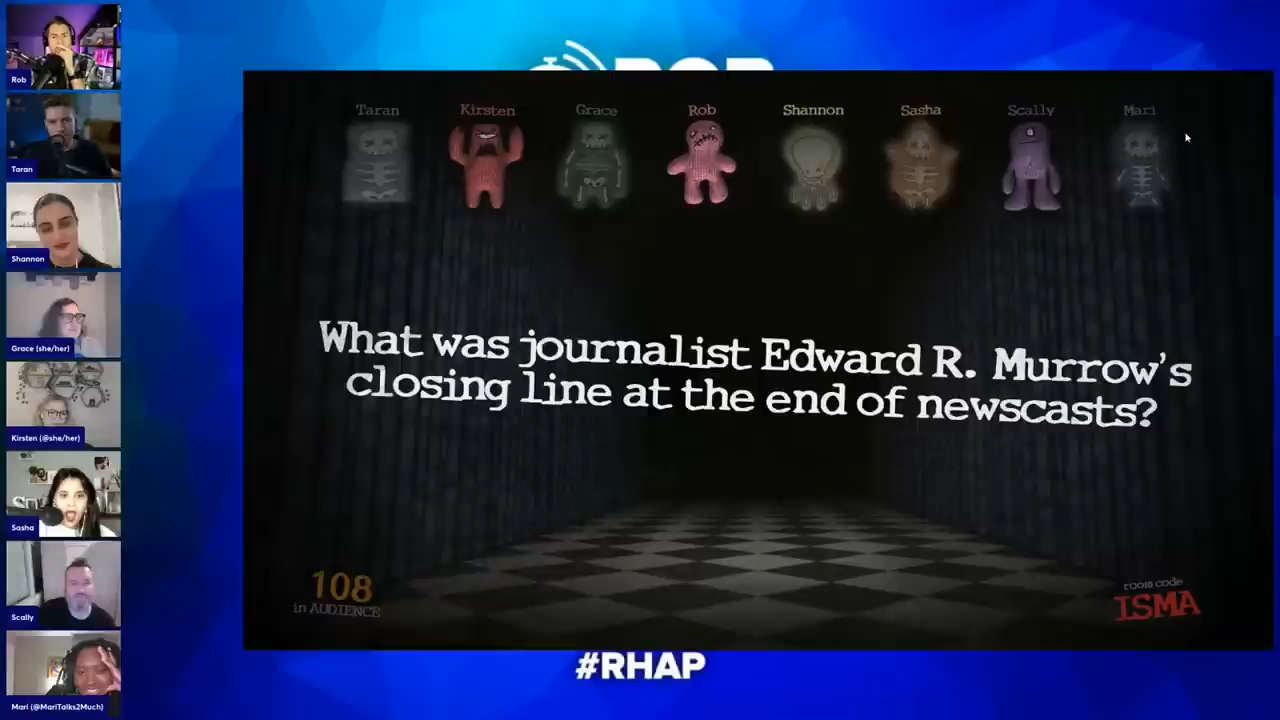 Rob
Taran
Shannon
Grace (she/her)
Kirsten (@she/her)
Sasha
Scally
Mari (@MariTalks2Much)
Taran Kirsten Grace Rob Shannon Sasha Scally Mari
What was journalist Edward R. Murrow's
closing line at the end of newscasts?
108
in AUDIENCE
room code
ISMA
#RHAP